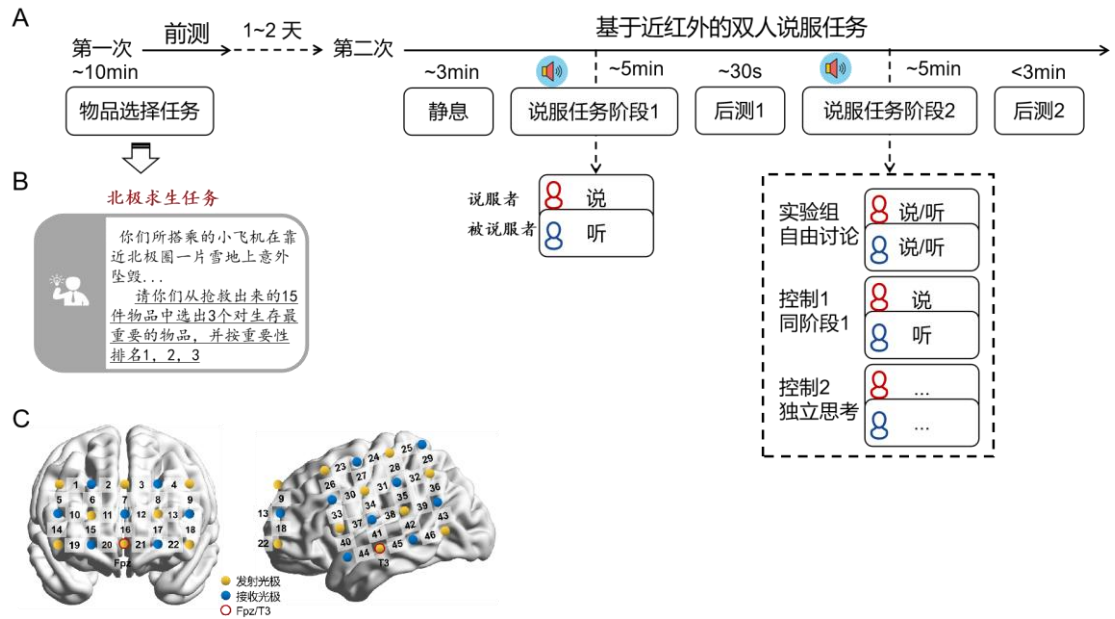 A
第一次
前测
1~2 天
第二次
基于近红外的双人说服任务
~10min
~3min
~5min
~30s
~5min
<3min
物品选择任务
静息
说服任务阶段1
后测1
说服任务阶段2
后测2
B
北极求生任务
你们所搭乘的小飞机在靠
近北极圈一片雪地上意外
坠毁...
请你们从抢救出来的15
件物品中选出3个对生存最
重要的物品，并按重要性
排名1，2，3
说服者
说
被说服者
听
实验组
自由讨论
说/听
说/听
控制1
同阶段1
说
听
控制2
独立思考
...
...
C
1 2 3 4
5 6 7 8 9
10 11 12 13
14 15 16 17 18
19 20 21 22
Fpz
25
23 24
29
9 26 27 28 32
30 31 36
13 35
33 34 39 43
18 37 38
42
22 40 41 46
44 45
T3
发射光极
接收光极
Fpz/T3